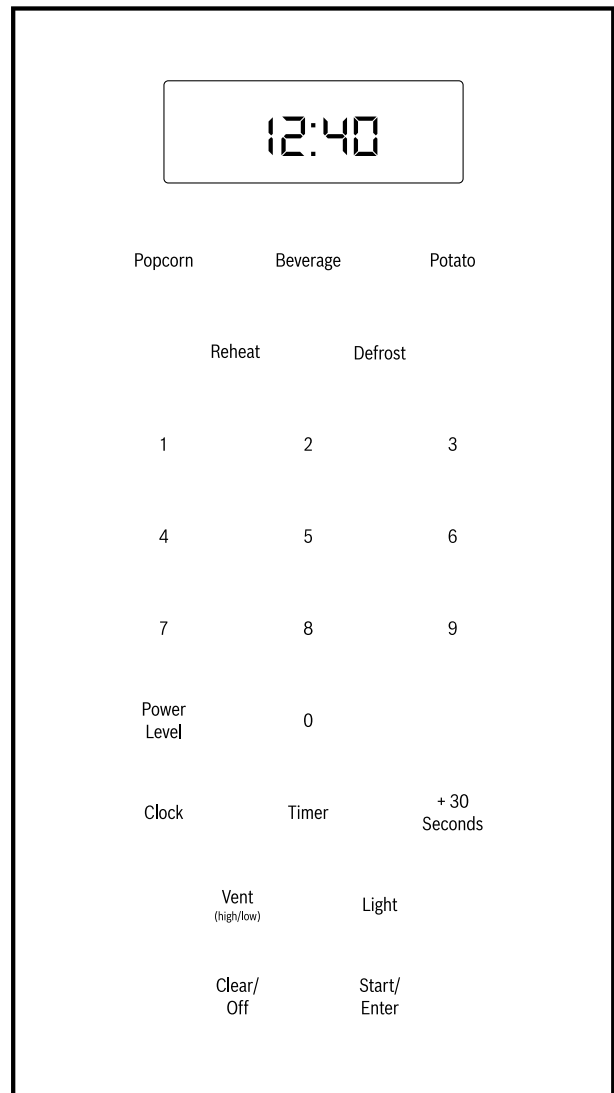 12:40
Popcorn Beverage Potato
Reheat Defrost
1 2 3
4 5 6
7 8 9
Power
Level
0
Clock Timer
+ 30
Seconds
Vent
(high/low)
Light
Clear/
Off
Start/
Enter